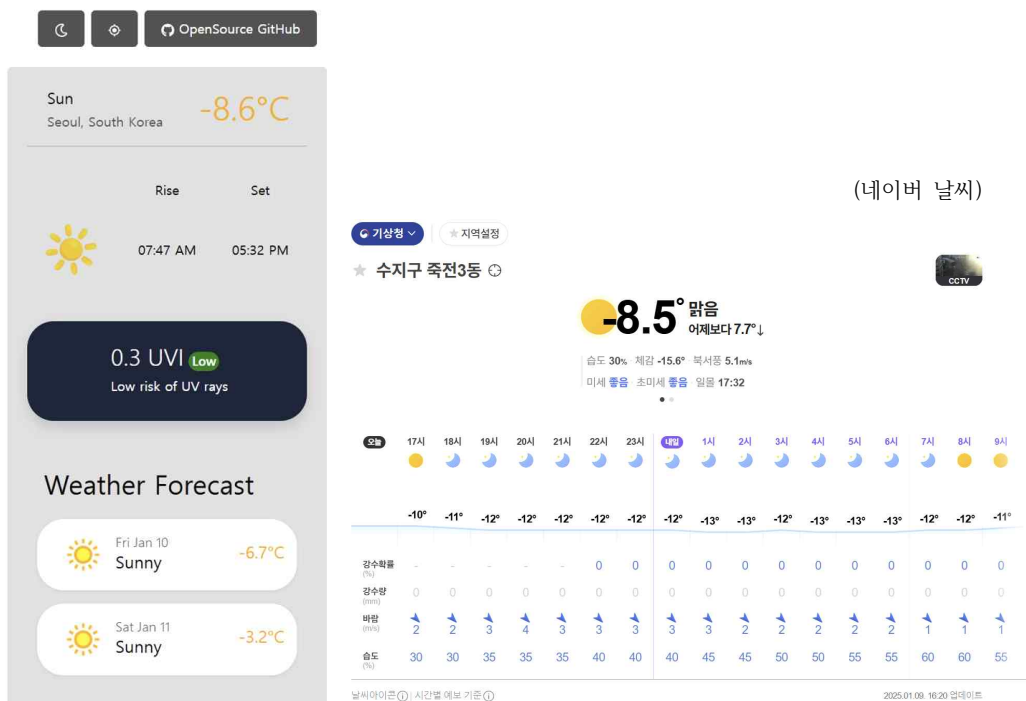 OpenSource GitHub
Sun
Seoul, South Korea
-8.6°C
Rise Set
07:47 AM 05:32 PM
0.3 UVI Low
Low risk of UV rays
Weather Forecast
Fri Jan 10
Sunny
-6.7°C
Sat Jan 11
Sunny
-3.2°C
(네이버 날씨)
기상청 지역설정
수지구 죽전3동
CCTV
-8.5° 맑음
어제보다 7.7°↓
습도 30% 체감 -15.6° 북서풍 5.1m/s
미세 좋음 초미세 좋음 일몰 17:32
오늘 17시 18시 19시 20시 21시 22시 23시 내일 1시 2시 3시 4시 5시 6시 7시 8시 9시
-10° -11° -12° -12° -12° -12° -12° -12° -13° -13° -12° -13° -13° -13° -12° -12° -11°
강수확률 - - - - - 0 0 0 0 0 0 0 0 0 0 0 0
(%)
강수량 0 0 0 0 0 0 0 0 0 0 0 0 0 0 0 0 0
(mm)
바람
(m/s) 2 2 3 4 3 3 3 3 3 2 2 2 2 2 1 1 1
습도 30 30 35 35 35 40 40 40 45 45 50 50 55 55 60 60 55
(%)
날씨아이콘 | 시간별 예보 기준 2025.01.09. 16:20 업데이트